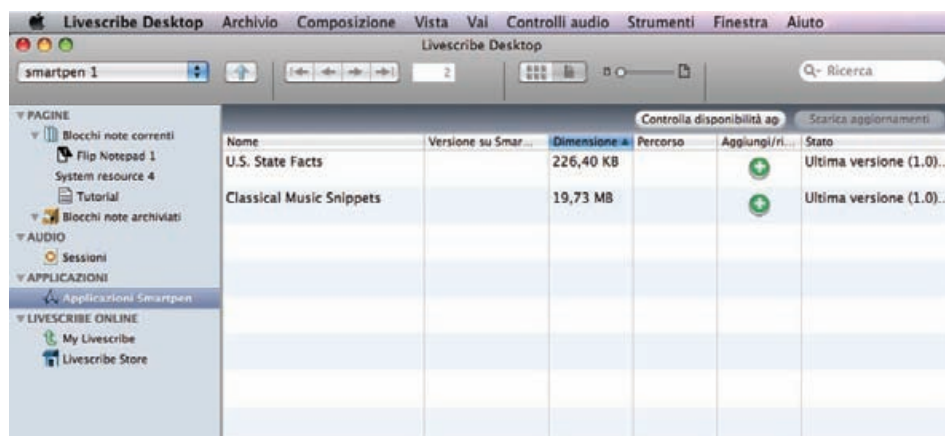 Livescribe Desktop Archivio Composizione Vista Vai Controlli audio Strumenti Finestra Aiuto
Livescribe Desktop
smartpen 1 2 Ricerca
Controlla disponibilità ag Scarica aggiornamenti
Nome Versione su Smar... Dimensione Percorso Aggiungi/ri... Stato
U.S. State Facts 226,40 KB Ultima versione (1.0)...
Classical Music Snippets 19,73 MB Ultima versione (1.0)...
PAGINE
Blocchi note correnti
Flip Notepad 1
System resource 4
Tutorial
Blocchi note archiviati
AUDIO
Sessioni
APPLICAZIONI
Applicazioni Smartpen
LIVESCRIBE ONLINE
My Livescribe
Livescribe Store